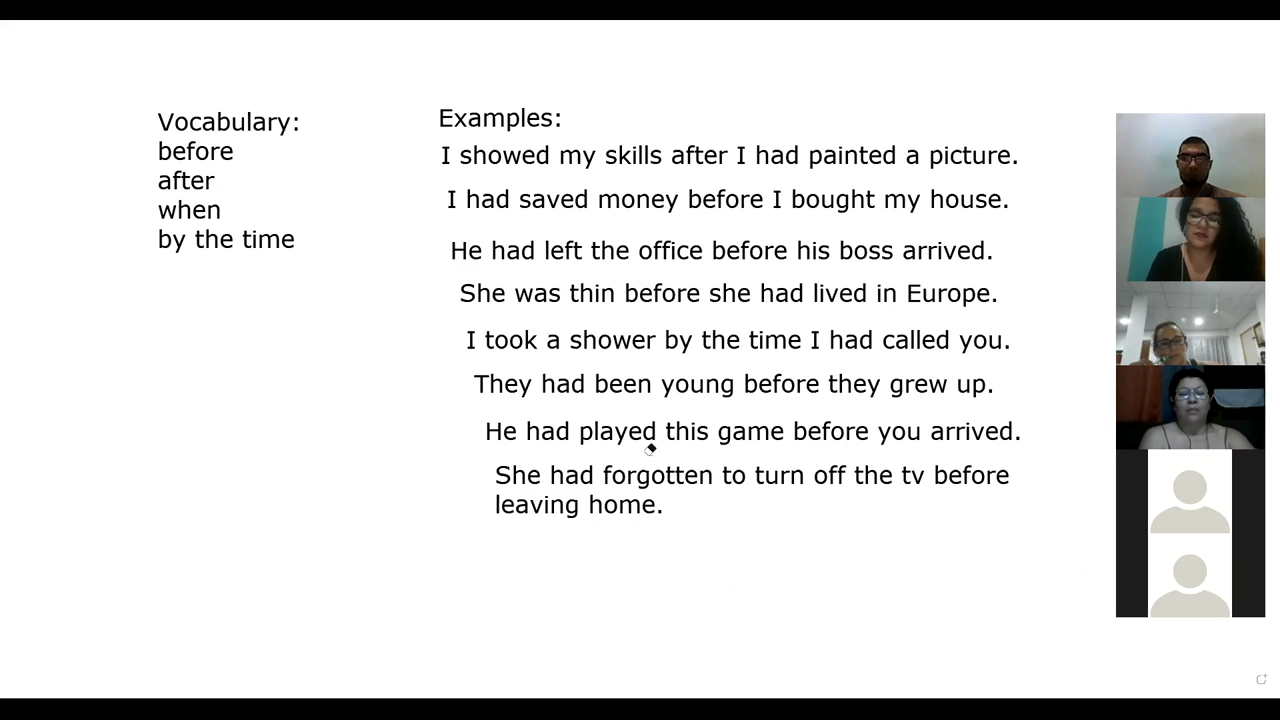 Vocabulary:
before
after
when
by the time
Examples:
I showed my skills after I had painted a picture.
I had saved money before I bought my house.
He had left the office before his boss arrived.
She was thin before she had lived in Europe.
I took a shower by the time I had called you.
They had been young before they grew up.
He had played this game before you arrived.
She had forgotten to turn off the tv before
leaving home.